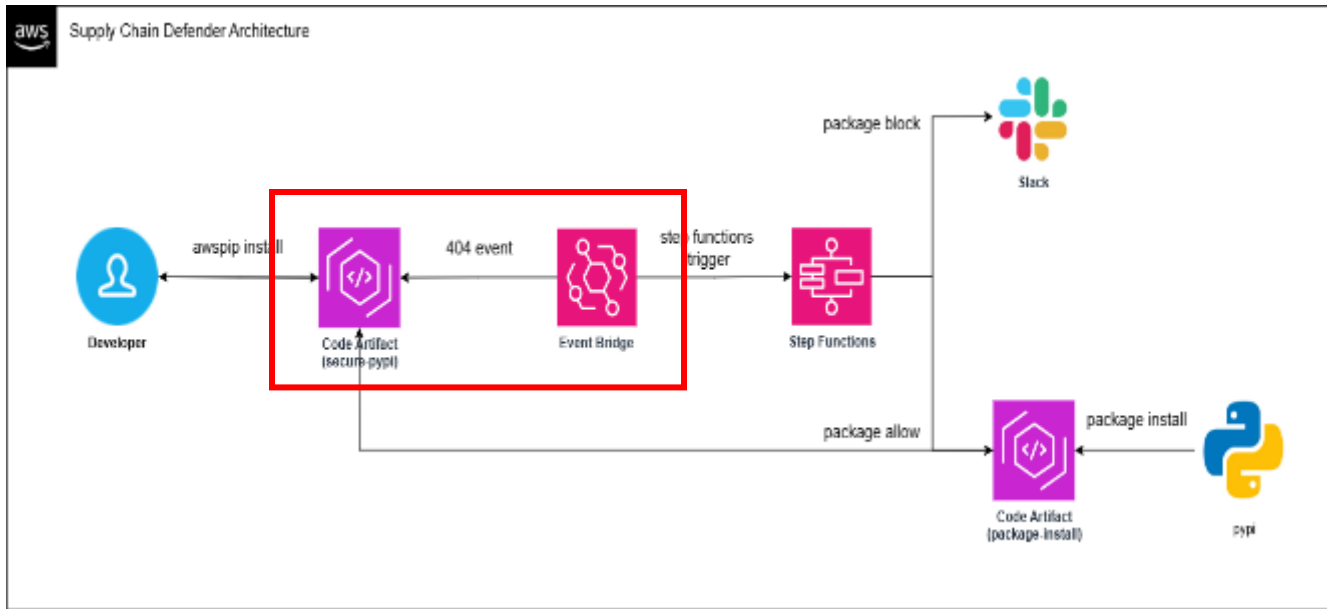 aws
Supply Chain Defender Architecture
package block
Slack
awspip install
404 event
step functions
trigger
Developer
Code Artifact
(secure-pypi)
Event Bridge
Step Functions
package allow
package install
Code Artifact
(package-install)
pypi